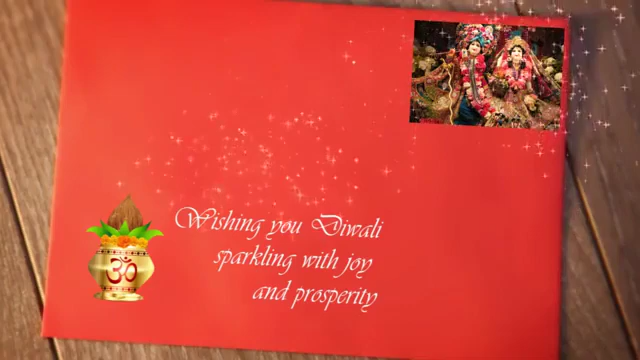 Wishing you Diwali
sparkling with joy
and prosperity
ॐ